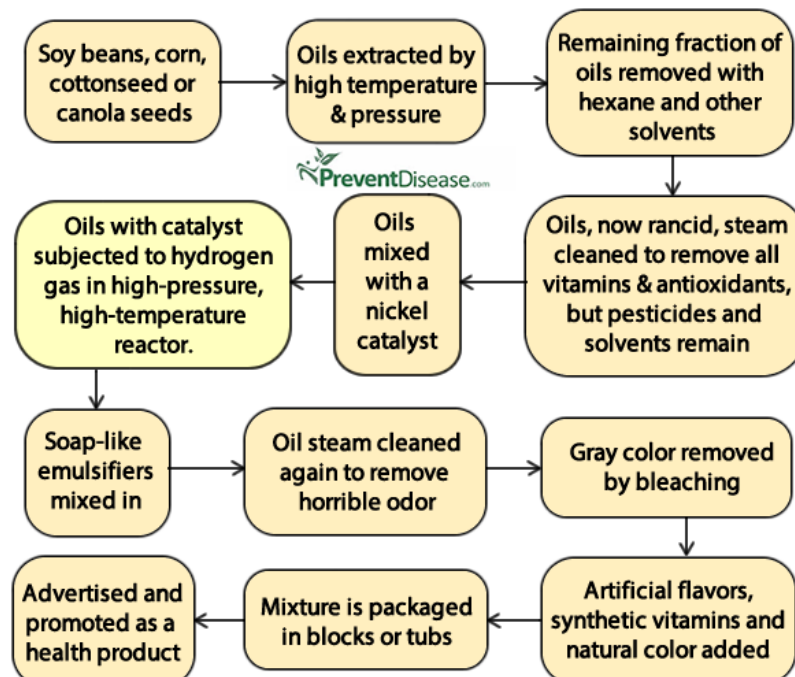 Soy beans, corn,
cottonseed or
canola seeds
Oils extracted by
high temperature
& pressure
Remaining fraction of
oils removed with
hexane and other
solvents
PreventDisease.com
Oils, now rancid, steam
cleaned to remove all
vitamins & antioxidants,
but pesticides and
solvents remain
Oils
mixed
with a
nickel
catalyst
Oils with catalyst
subjected to hydrogen
gas in high-pressure,
high-temperature
reactor.
Soap-like
emulsifiers
mixed in
Oil steam cleaned
again to remove
horrible odor
Gray color removed
by bleaching
Artificial flavors,
synthetic vitamins and
natural color added
Mixture is packaged
in blocks or tubs
Advertised and
promoted as a
health product